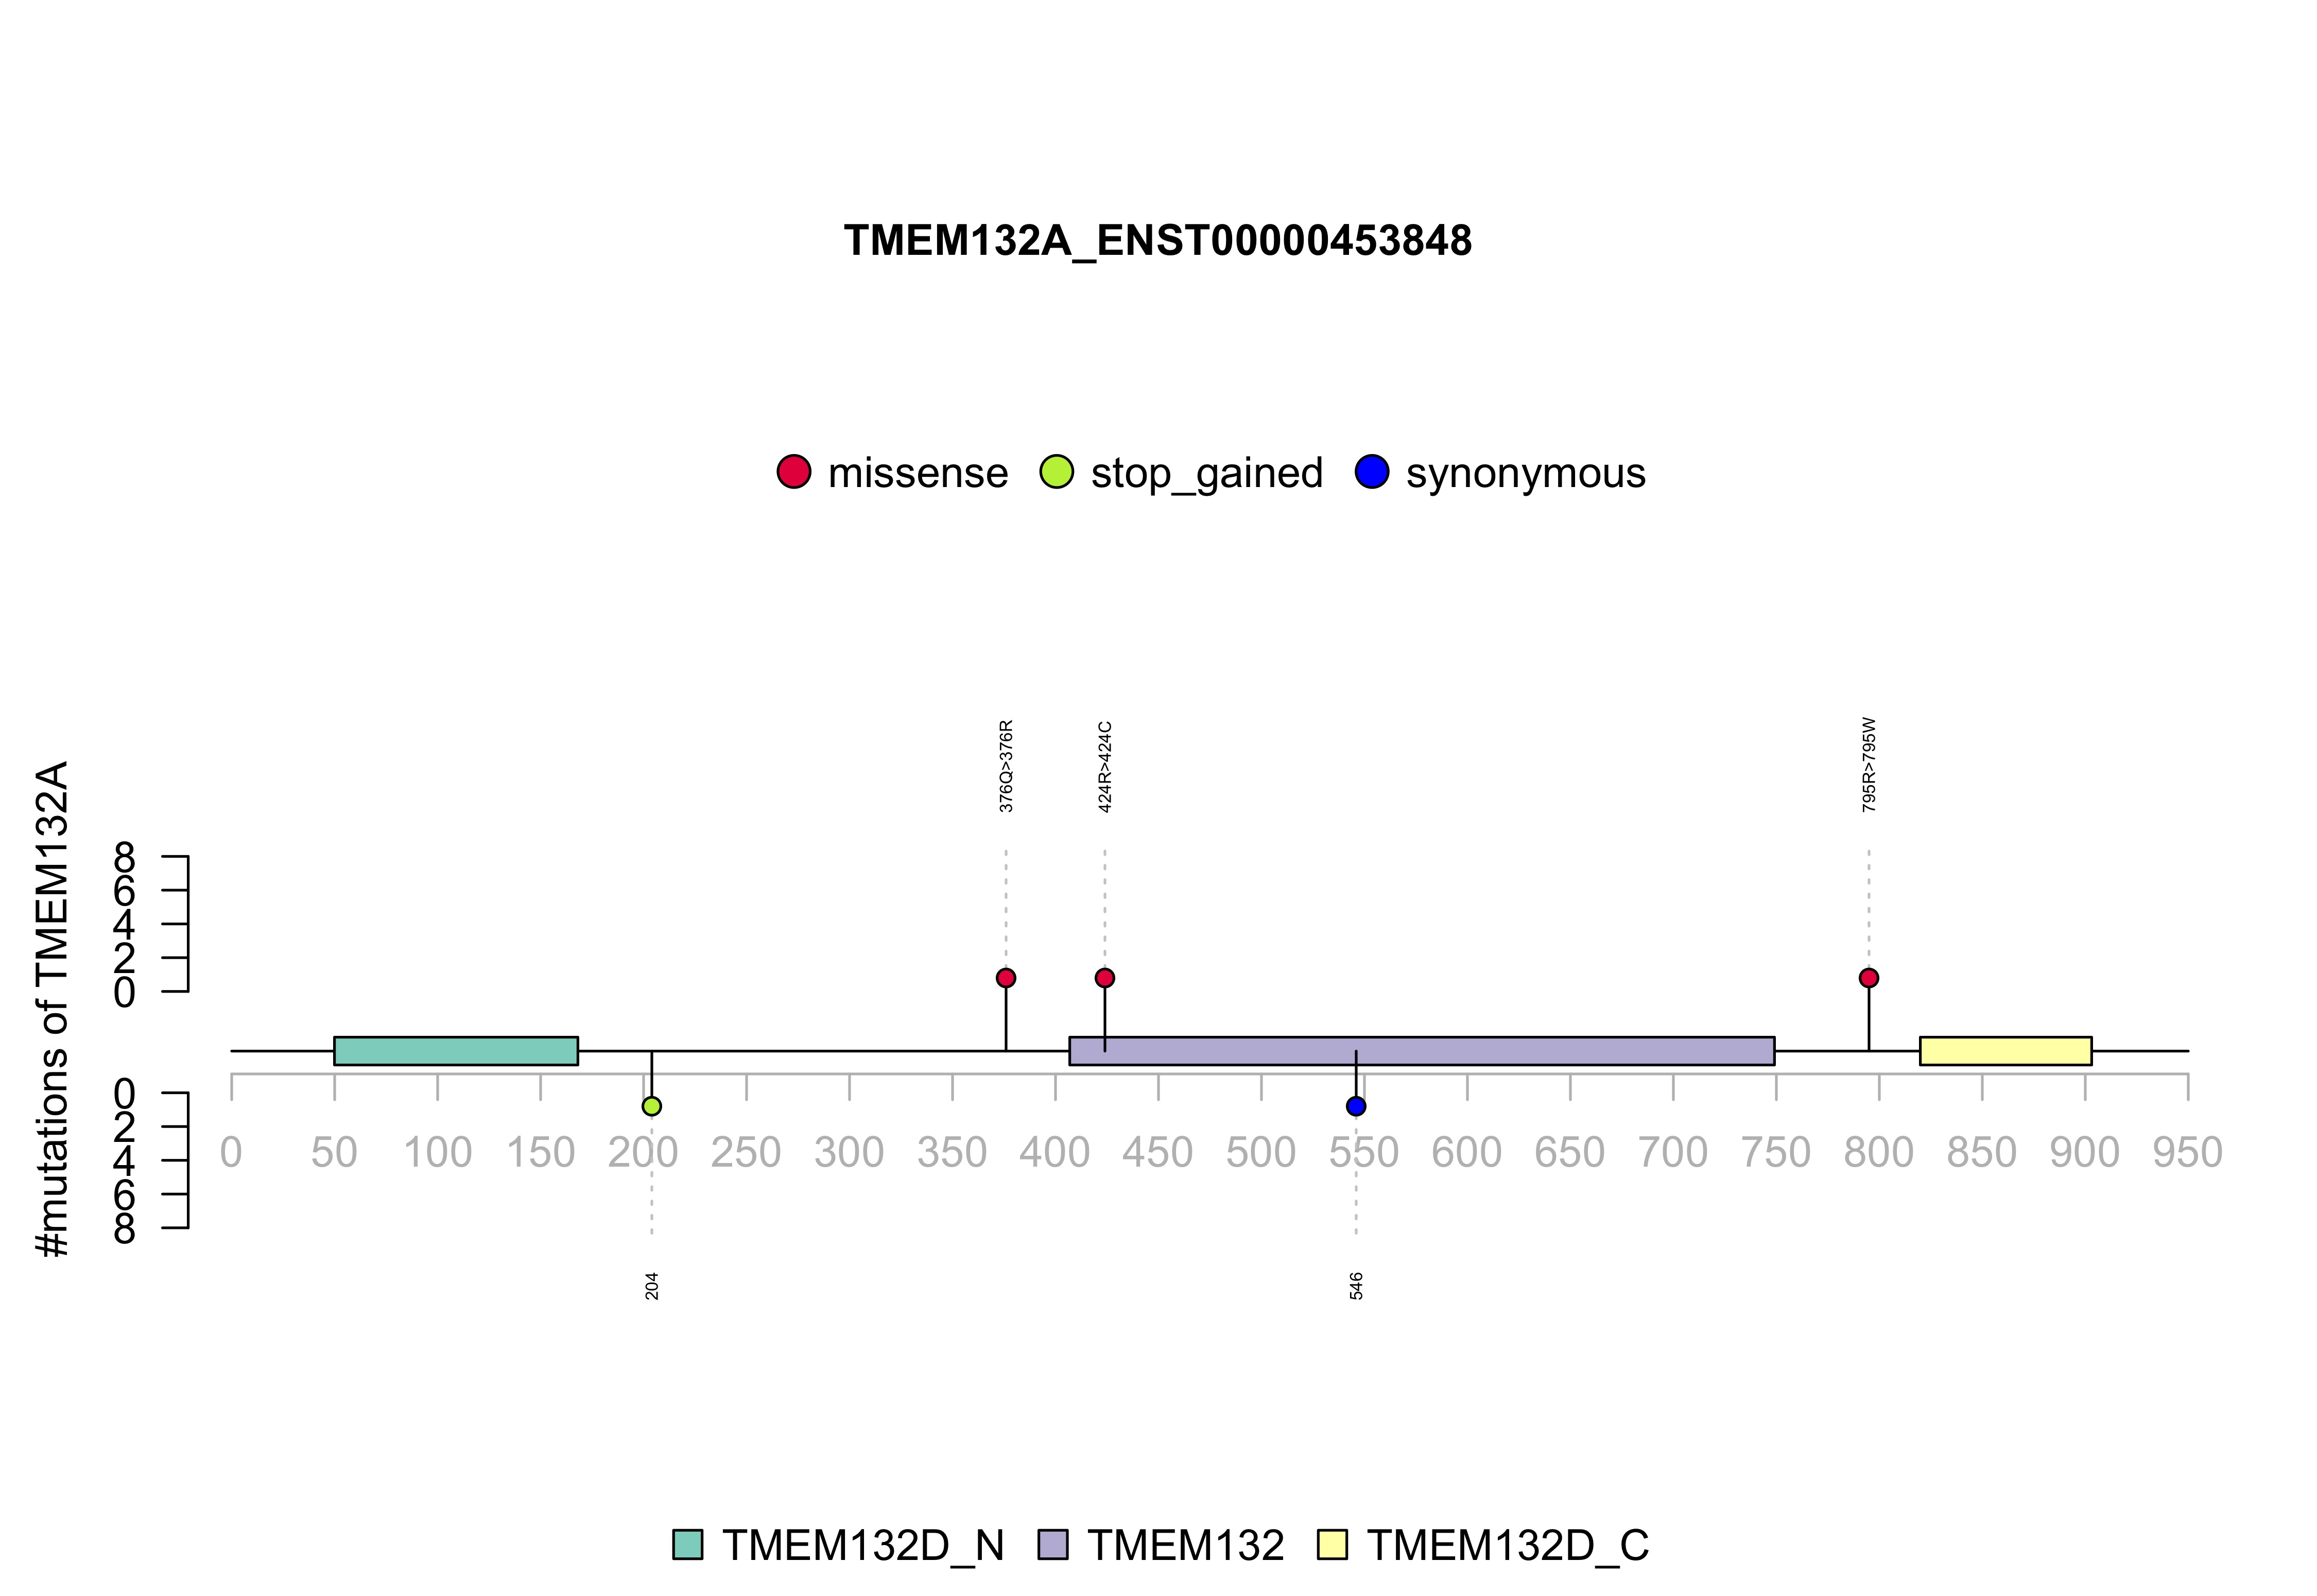 TMEM132A_ENST00000453848
missense stop_gained synonymous
376Q>376R 424R>424C 795R>795W
#mutations of TMEM132A
8
6
4
2
0
0
2
4
6
8
0 50 100 150 200 250 300 350 400 450 500 550 600 650 700 750 800 850 900 950
204 546
TMEM132D_N TMEM132 TMEM132D_C